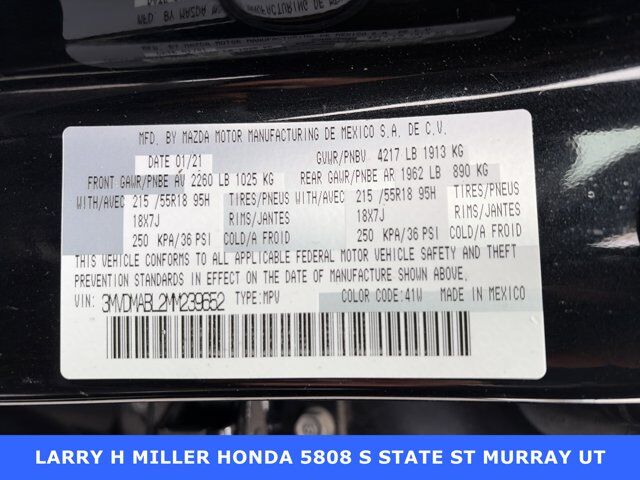 MFD. BY MAZDA MOTOR MANUFACTURING DE MEXICO S.A. DE C.V.
DATE 01/21 GVWR/PNBV 4217 LB 1913 KG
FRONT GAWR/PNBE AV 2260 LB 1025 KG REAR GAWR/PNBE AR 1962 LB 890 KG
WITH/AVEC 215 /55R18 95H TIRES/PNEUS WITH/AVEC 215 /55R18 95H TIRES/PNEUS
18X7J RIMS/JANTES 18X7J RIMS/JANTES
250 KPA/36 PSI COLD/A FROID 250 KPA/36 PSI COLD/A FROID
THIS VEHICLE CONFORMS TO ALL APPLICABLE FEDERAL MOTOR VEHICLE SAFETY AND THEFT
PREVENTION STANDARDS IN EFFECT ON THE DATE OF MANUFACTURE SHOWN ABOVE.
VIN: 3MVDMABL2MM239652 TYPE: MPV COLOR CODE: 41W MADE IN MEXICO
LARRY H MILLER HONDA 5808 S STATE ST MURRAY UT